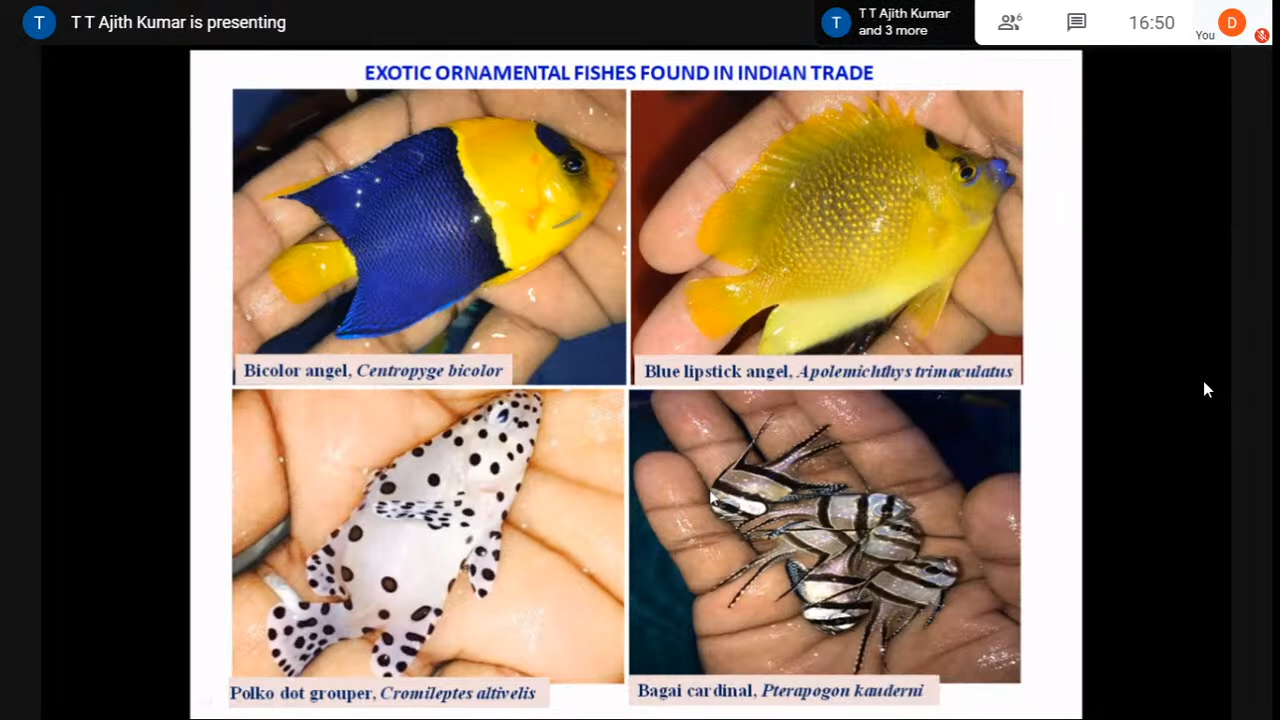 T
T T Ajith Kumar is presenting
T
T T Ajith Kumar
and 3 more
6
16:50
You
D
EXOTIC ORNAMENTAL FISHES FOUND IN INDIAN TRADE
Bicolor angel, Centropyge bicolor
Blue lipstick angel, Apolemichthys trimaculatus
Polko dot grouper, Cromileptes altivelis
Bagai cardinal, Pterapogon kauderni